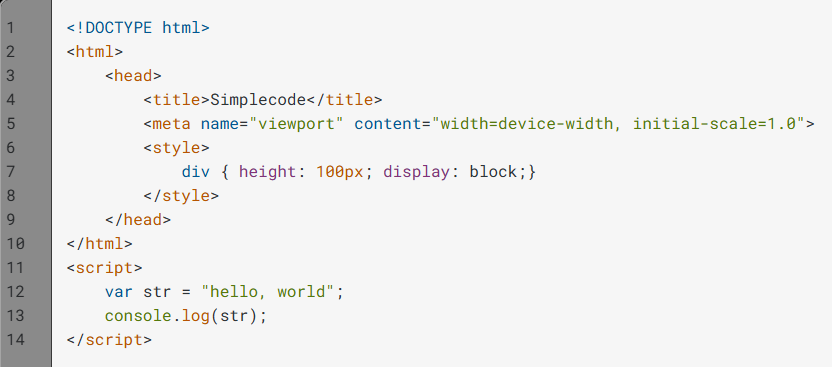 1 <!DOCTYPE html>
2 <html>
3     <head>
4         <title>Simplecode</title>
5         <meta name="viewport" content="width=device-width, initial-scale=1.0">
6         <style>
7             div { height: 100px; display: block;}
8         </style>
9     </head>
10 </html>
11 <script>
12     var str = "hello, world";
13     console.log(str);
14 </script>